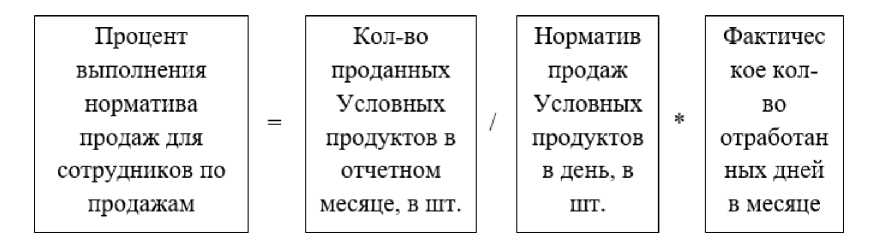 Процент
выполнения
норматива
продаж для
сотрудников по
продажам
=
Кол-во
проданных
Условных
продуктов в
отчетном
месяце, в шт.
/
Норматив
продаж
Условных
продуктов
в день, в
шт.
*
Фактичес
кое кол-
во
отработан
ных дней
в месяце